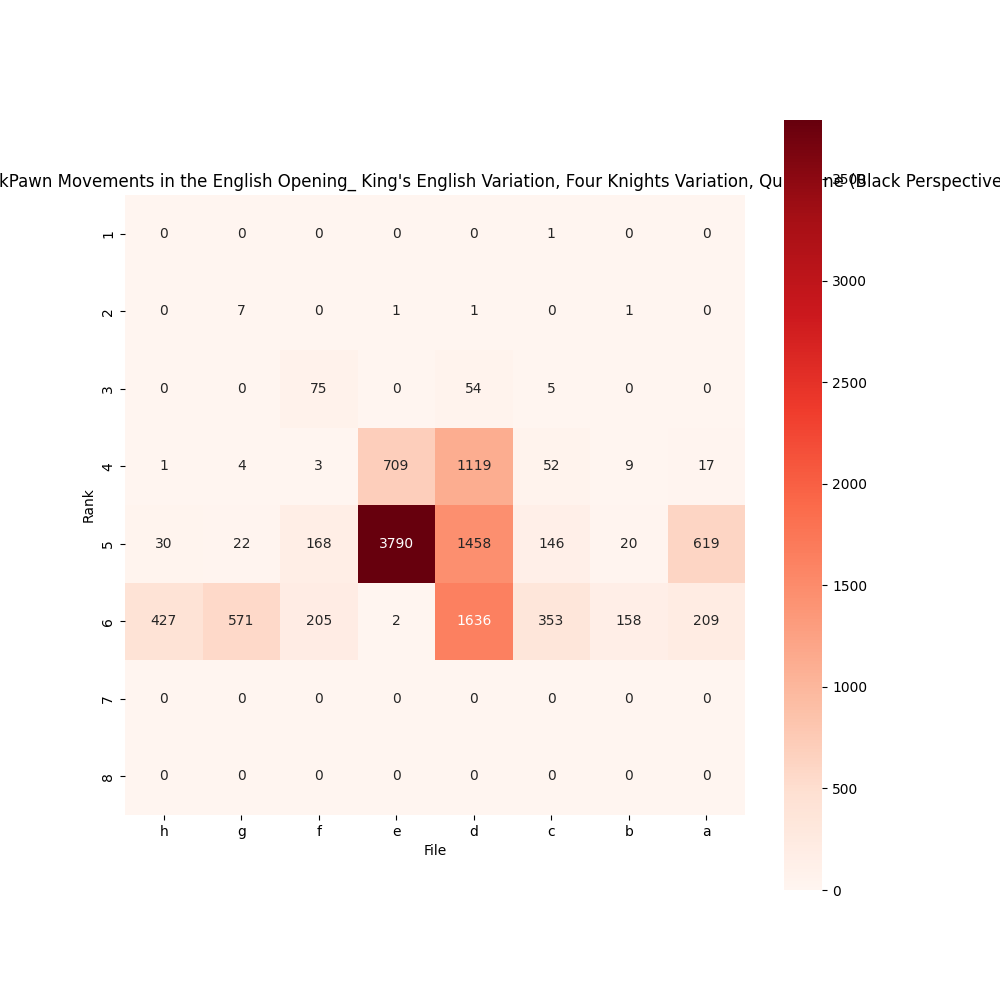 kPawn Movements in the English Opening_ King's English Variation, Four Knights Variation, Qu
(Black Perspective
1 0 0 0 0 0 1 0 0
2 0 7 0 1 1 0 1 0
3 0 0 75 0 54 5 0 0
4 1 4 3 709 1119 52 9 17
Rank
5 30 22 168 3790 1458 146 20 619
6 427 571 205 2 1636 353 158 209
7 0 0 0 0 0 0 0 0
8 0 0 0 0 0 0 0 0
h g f e d c b a
File
3500
3000
2500
2000
1500
1000
500
0